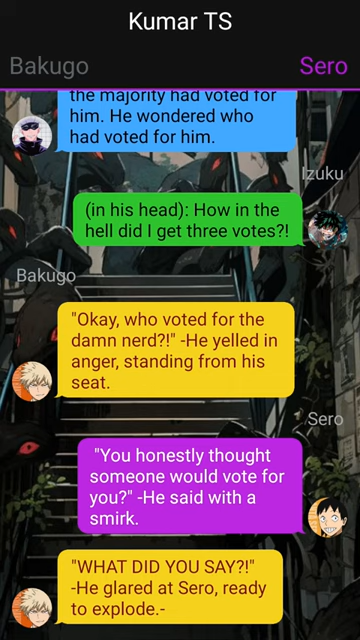 Kumar TS
Bakugo
Sero
the majority had voted for
him. He wondered who
had voted for him.
Izuku
(in his head): How in the
hell did I get three votes?!
Bakugo
"Okay, who voted for the
damn nerd?!" -He yelled in
anger, standing from his
seat.
Sero
"You honestly thought
someone would vote for
you?" -He said with a
smirk.
"WHAT DID YOU SAY?!"
-He glared at Sero, ready
to explode.-